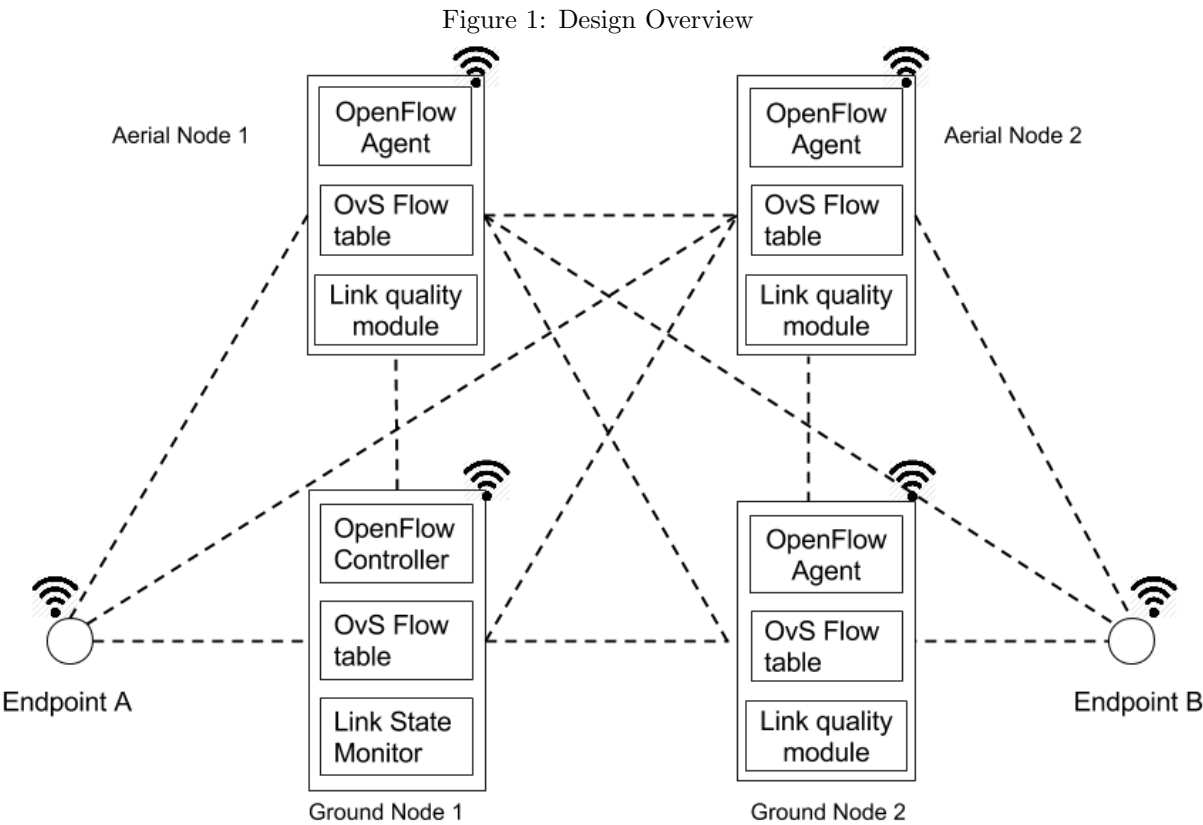 Figure 1: Design Overview
Aerial Node 1
OpenFlow
Agent
OvS Flow
table
Link quality
module
OpenFlow
Agent
OvS Flow
table
Link quality
module
Aerial Node 2
OpenFlow
Controller
OvS Flow
table
Link State
Monitor
Ground Node 1
OpenFlow
Agent
OvS Flow
table
Link quality
module
Ground Node 2
Endpoint A
Endpoint B